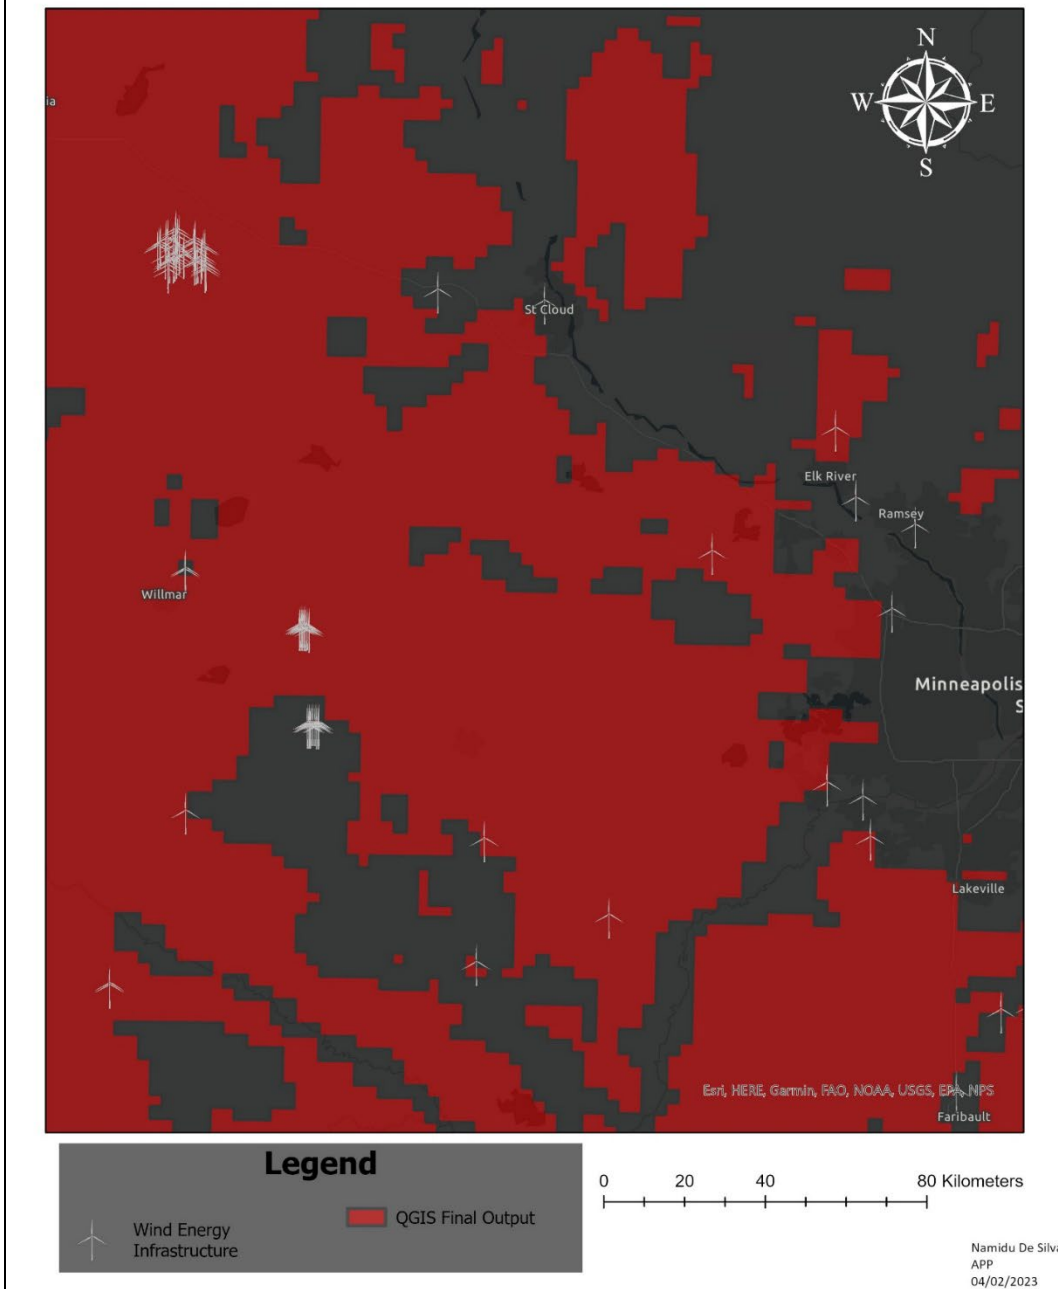 N
W E
S
ia
St Cloud
Elk River
Ramsey
Willmar
Minneapolis
S
Lakeville
Esri, HERE, Garmin, FAO, NOAA, USGS, EPA, NPS
Faribault
Legend
Wind Energy
Infrastructure
QGIS Final Output
0 20 40 80 Kilometers
Namidu De Silva
APP
04/02/2023